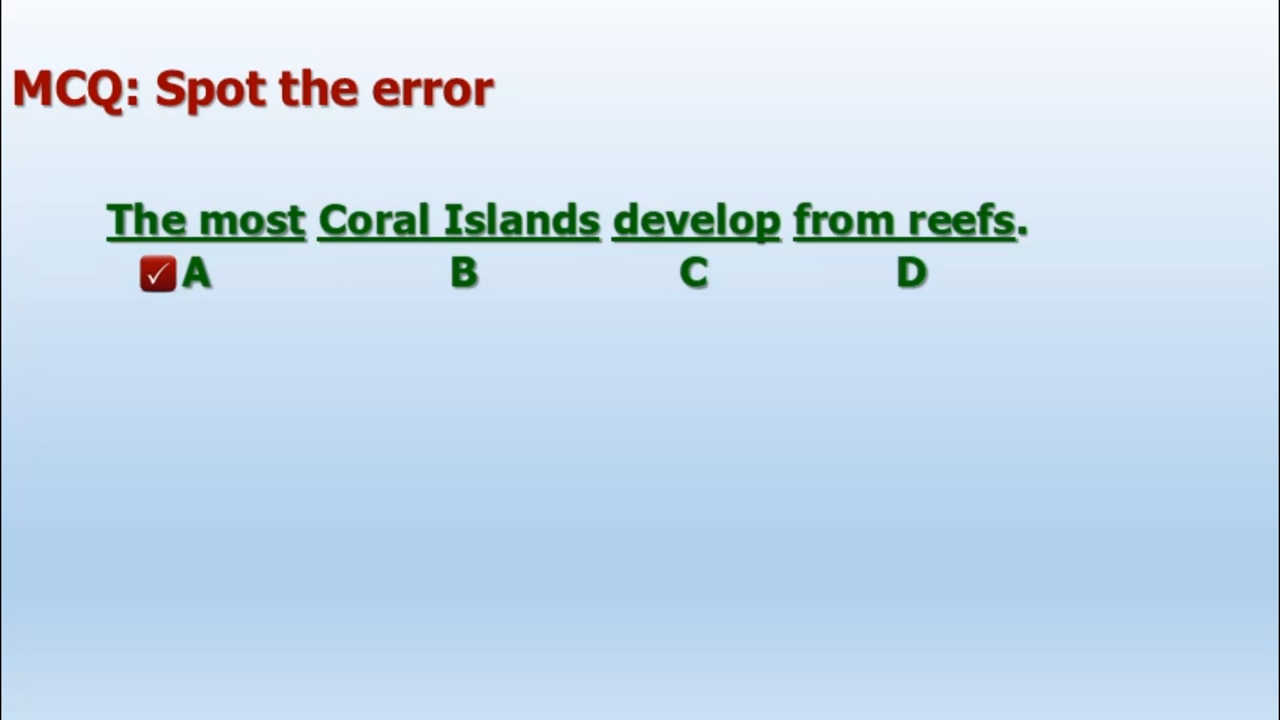 MCQ: Spot the error
The most Coral Islands develop from reefs.
A B C D